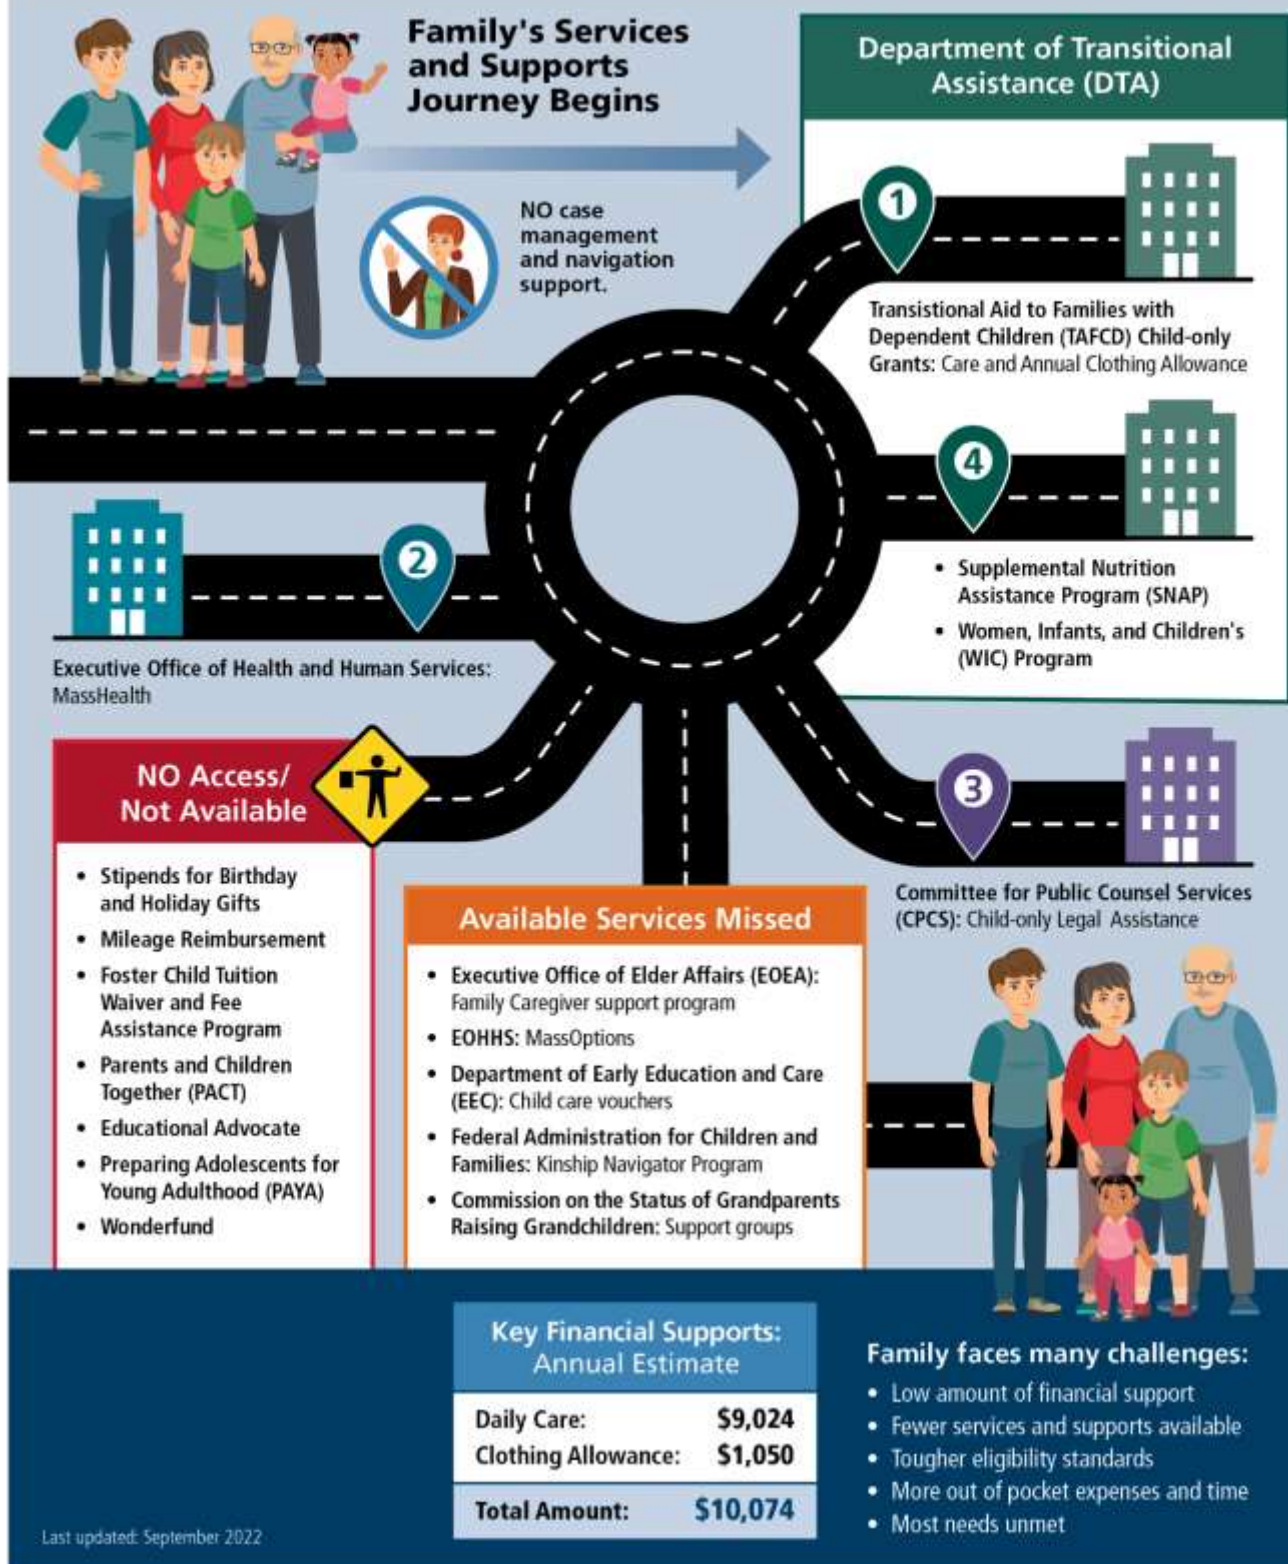 Family's Services
and Supports
Journey Begins
NO case
management
and navigation
support.
Department of Transitional
Assistance (DTA)
1
Transistional Aid to Families with
Dependent Children (TAFCD) Child-only
Grants: Care and Annual Clothing Allowance
4
• Supplemental Nutrition
Assistance Program (SNAP)
• Women, Infants, and Children's
(WIC) Program
2
Executive Office of Health and Human Services:
MassHealth
3
Committee for Public Counsel Services
(CPCS): Child-only Legal Assistance
NO Access/
Not Available
• Stipends for Birthday
and Holiday Gifts
• Mileage Reimbursement
• Foster Child Tuition
Waiver and Fee
Assistance Program
• Parents and Children
Together (PACT)
• Educational Advocate
• Preparing Adolescents for
Young Adulthood (PAYA)
• Wonderfund
Available Services Missed
• Executive Office of Elder Affairs (EOEA):
Family Caregiver support program
• EOHHS: MassOptions
• Department of Early Education and Care
(EEC): Child care vouchers
• Federal Administration for Children and
Families: Kinship Navigator Program
• Commission on the Status of Grandparents
Raising Grandchildren: Support groups
Key Financial Supports:
Annual Estimate
Daily Care: $9,024
Clothing Allowance: $1,050
Total Amount: $10,074
Family faces many challenges:
• Low amount of financial support
• Fewer services and supports available
• Tougher eligibility standards
• More out of pocket expenses and time
• Most needs unmet
Last updated: September 2022